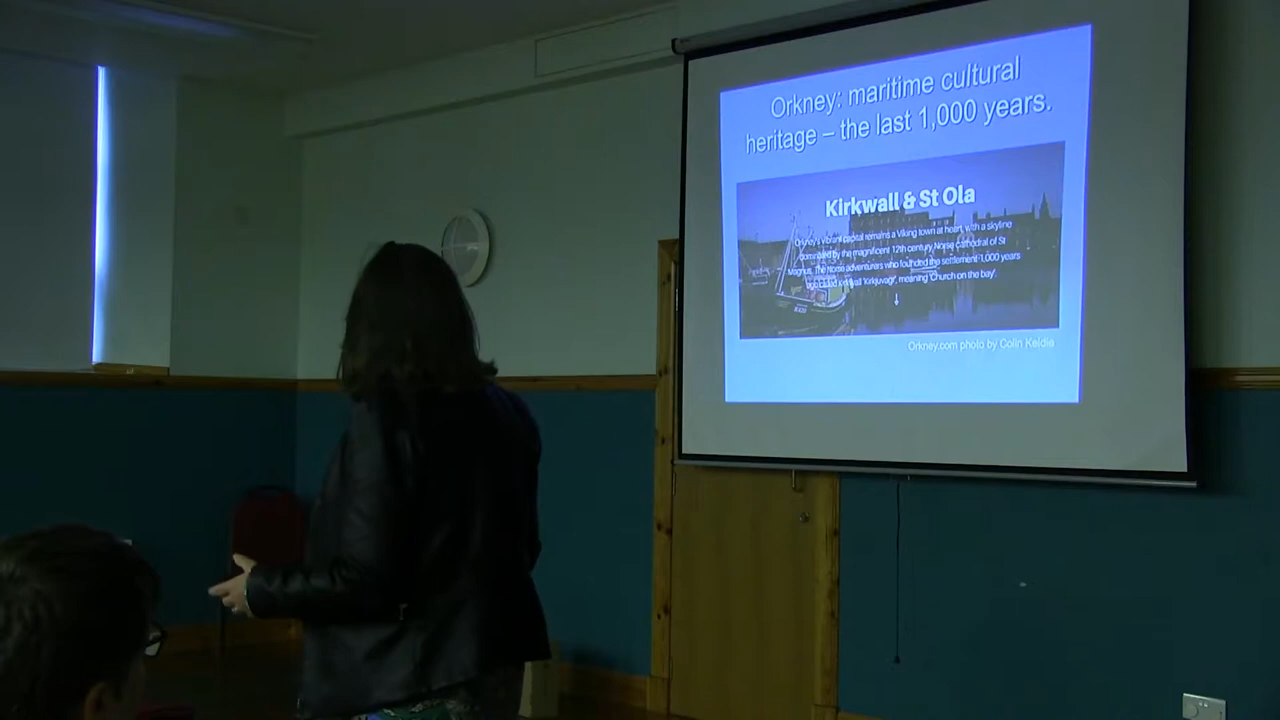 Orkney: maritime cultural
heritage – the last 1,000 years.
Kirkwall & St Ola
Orkney's vibrant capital remains a Viking town at heart, with a skyline
dominated by the magnificent 12th century Norse cathedral of St
Magnus. The Norse adventurers who founded the settlement 1,000 years
ago called Kirkwall 'Kirkjuvagr', meaning 'Church on the bay'.
Orkney.com photo by Colin Keldie